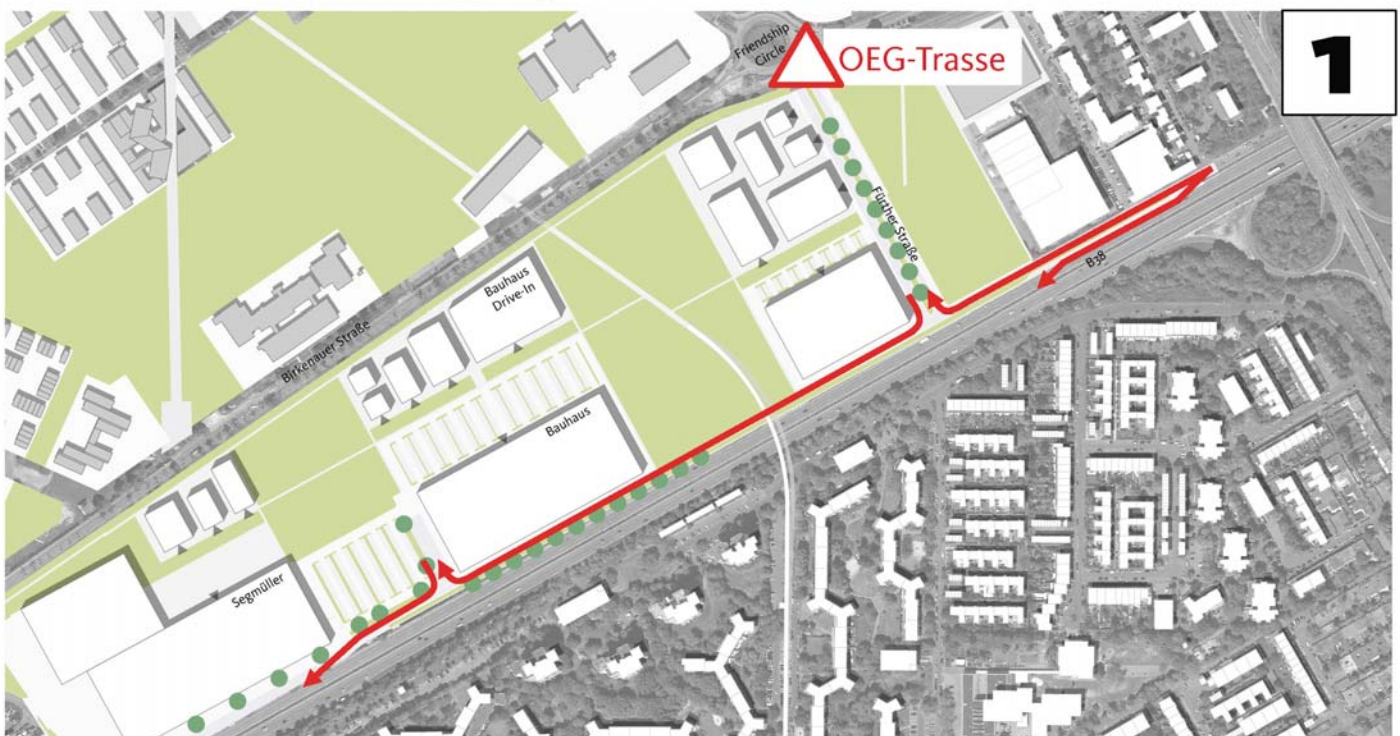 Friendship
Circle
OEG-Trasse
1
Fürther Straße
B38
Bauhaus
Drive-In
Birkenauer Straße
Bauhaus
Segmüller